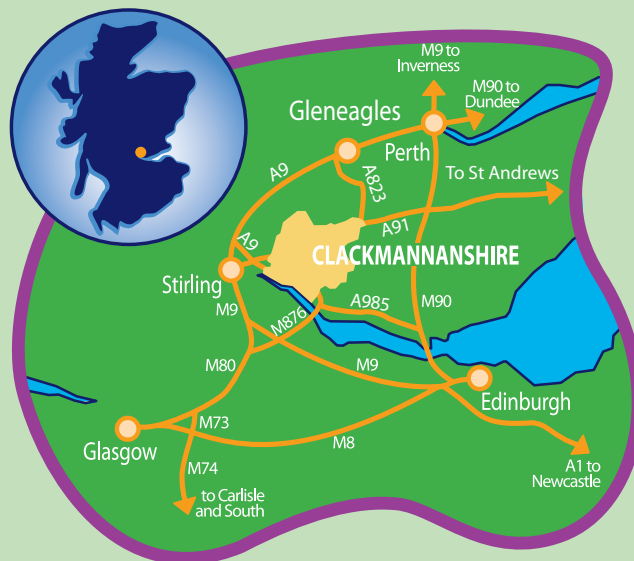 M9 to
Inverness
M90 to
Dundee
Gleneagles
Perth
A9
A823
To St Andrews
A91
A9
CLACKMANNANSHIRE
Stirling
M9
M876
A985
M90
M80
M9
Edinburgh
M73
Glasgow
M8
M74
A1 to
Newcastle
to Carlisle
and South